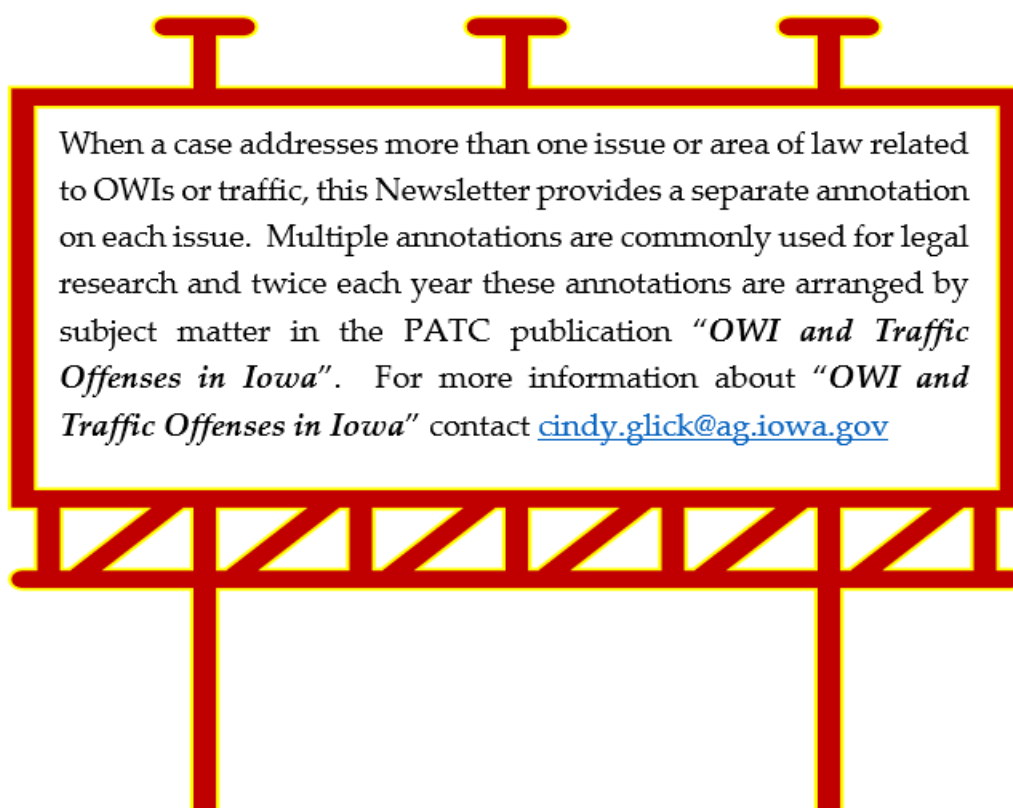 When a case addresses more than one issue or area of law related
to OWIs or traffic, this Newsletter provides a separate annotation
on each issue.  Multiple annotations are commonly used for legal
research and twice each year these annotations are arranged by
subject matter in the PATC publication “OWI and Traffic
Offenses in Iowa”.  For more information about “OWI and
Traffic Offenses in Iowa” contact cindy.glick@ag.iowa.gov